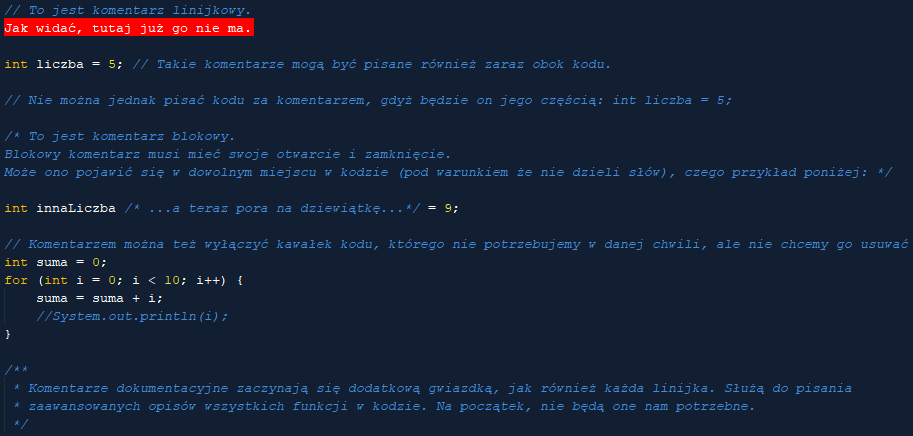 // To jest komentarz linijkowy.
Jak widać, tutaj już go nie ma.
int liczba = 5; // Takie komentarze mogą być pisane również zaraz obok kodu.
// Nie można jednak pisać kodu za komentarzem, gdyż będzie on jego częścią: int liczba = 5;
/* To jest komentarz blokowy.
Blokowy komentarz musi mieć swoje otwarcie i zamknięcie.
Może ono pojawić się w dowolnym miejscu w kodzie (pod warunkiem że nie dzieli słów), czego przykład poniżej: */
int innaLiczba /* ...a teraz pora na dziewiątkę...*/ = 9;
// Komentarzem można też wyłączyć kawałek kodu, którego nie potrzebujemy w danej chwili, ale nie chcemy go usuwać
int suma = 0;
for (int i = 0; i < 10; i++) {
    suma = suma + i;
    //System.out.println(i);
}
/**
 * Komentarze dokumentacyjne zaczynają się dodatkową gwiazdką, jak również każda linijka. Służą do pisania
 * zaawansowanych opisów wszystkich funkcji w kodzie. Na początek, nie będą one nam potrzebne.
 */